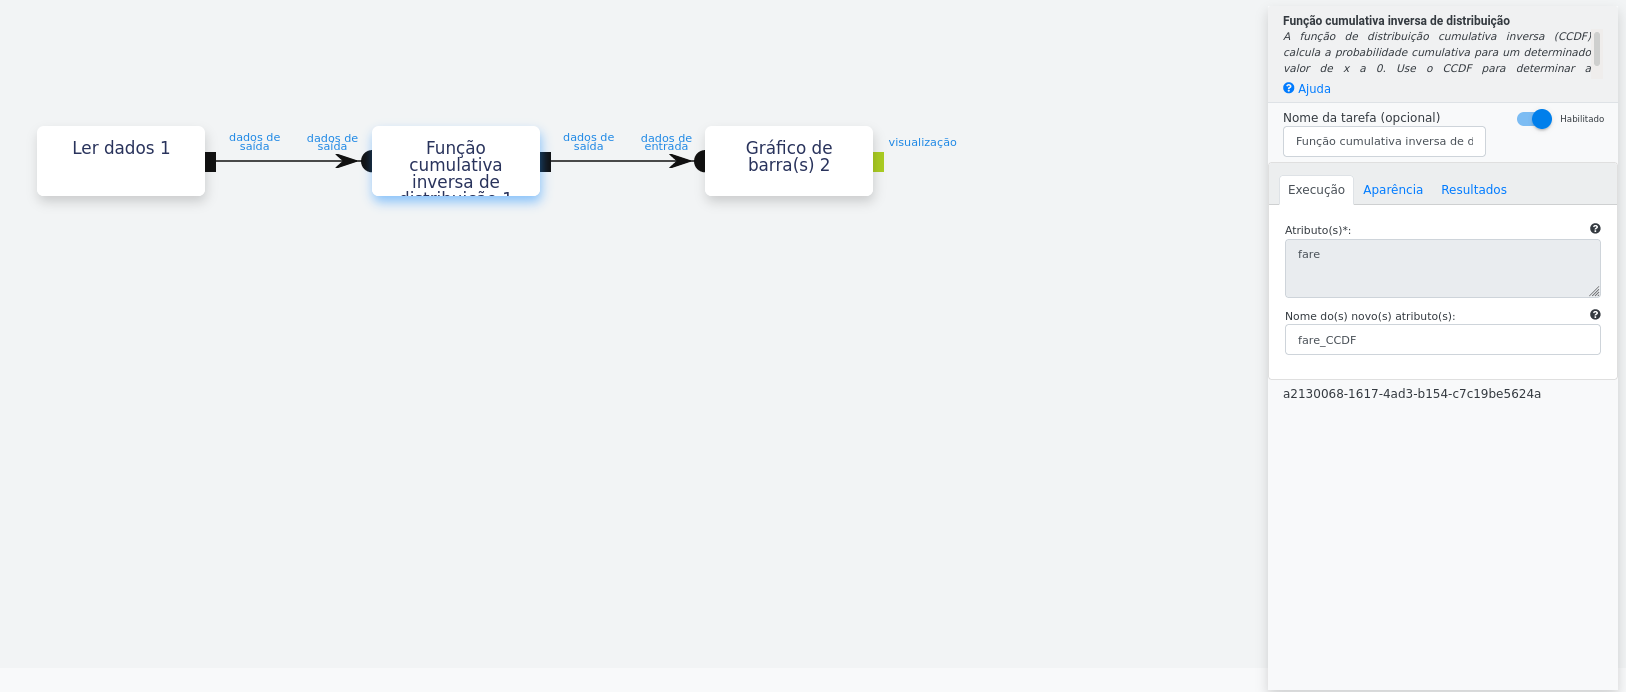 Ler dados 1
dados de
saída
dados de
saída
Função
cumulativa
inversa de
distribuição 1
dados de
saída
dados de
entrada
Gráfico de
barra(s) 2
visualização
Função cumulativa inversa de distribuição
A função de distribuição cumulativa inversa (CCDF)
calcula a probabilidade cumulativa para um determinado
valor de x a 0. Use o CCDF para determinar a
Ajuda
Nome da tarefa (opcional)
Habilitado
Função cumulativa inversa de d
Execução Aparência Resultados
Atributo(s)*:
fare
Nome do(s) novo(s) atributo(s):
fare_CCDF
a2130068-1617-4ad3-b154-c7c19be5624a